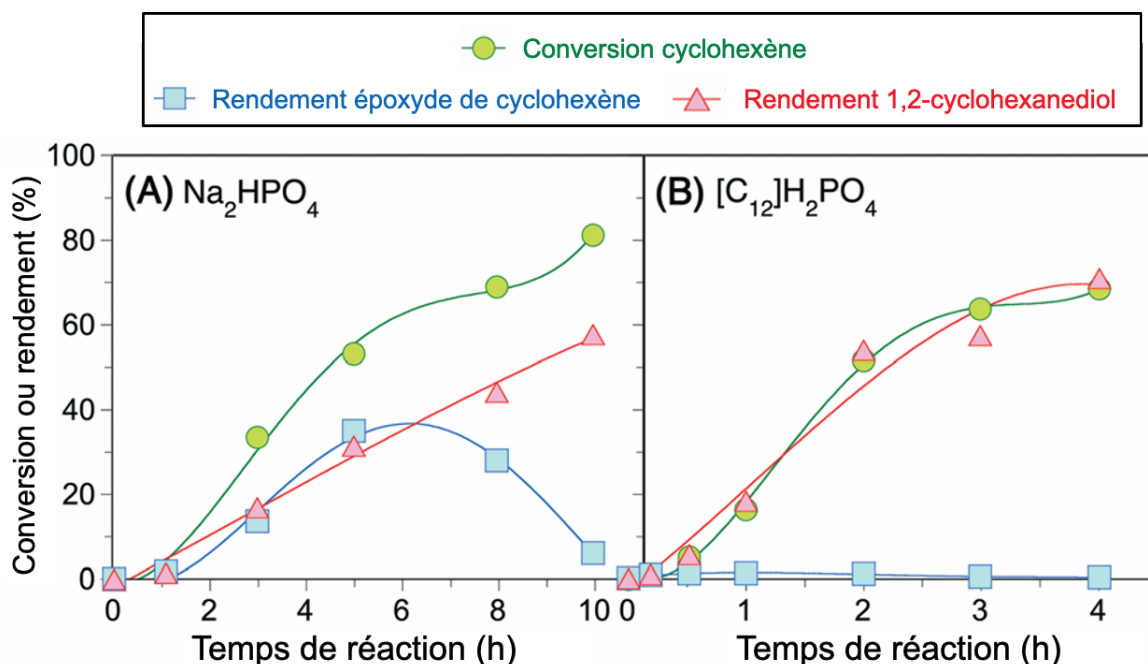 Conversion cyclohexène
Rendement époxyde de cyclohexène Rendement 1,2-cyclohexanediol
Conversion ou rendement (%)
100
80
60
40
20
0
(A) Na₂HPO₄
0 2 4 6 8 10
Temps de réaction (h)
(B) [C₁₂]H₂PO₄
0 1 2 3 4
Temps de réaction (h)